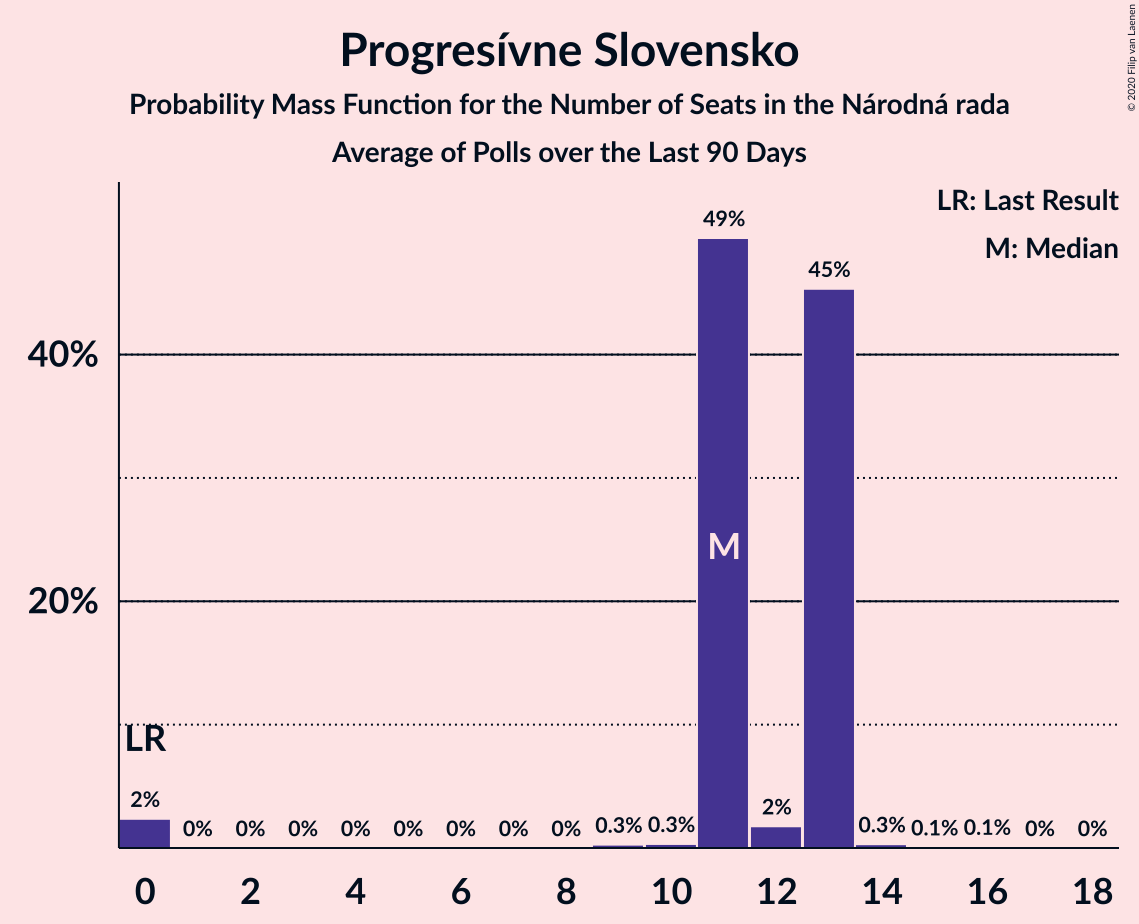 Progresívne Slovensko
Probability Mass Function for the Number of Seats in the Národná rada
Average of Polls over the Last 90 Days
© 2020 Filip van Laenen
LR: Last Result
M: Median
49%
45%
40%
M
20%
LR
2%
0%
0%
0%
0%
0%
0%
0%
0%
0.3%
0.3%
2%
0.3%
0.1%
0.1%
0%
0%
0 2 4 6 8 10 12 14 16 18